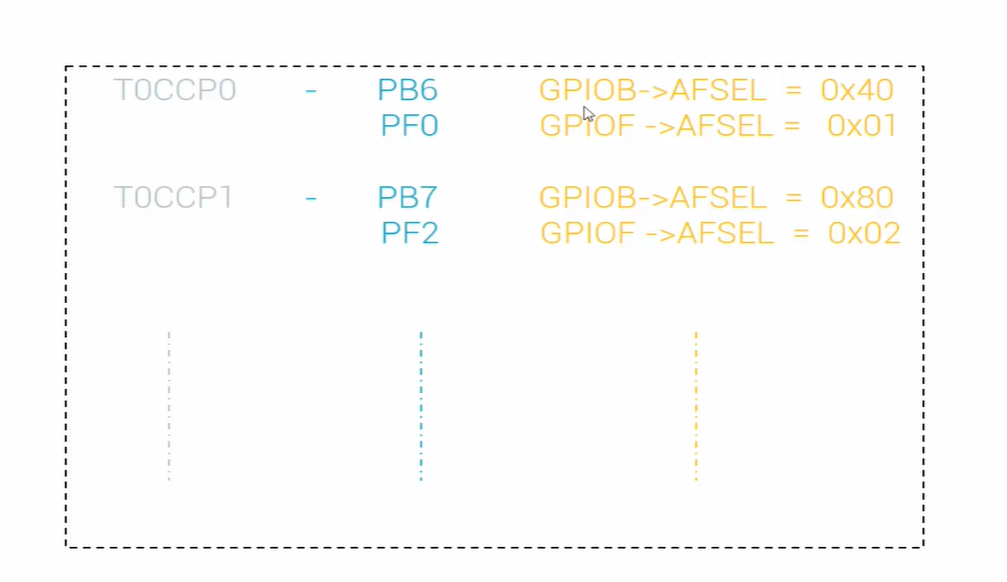 T0CCP0 - PB6 GPIOB->AFSEL = 0x40
PF0 GPIOF ->AFSEL = 0x01
T0CCP1 - PB7 GPIOB->AFSEL = 0x80
PF2 GPIOF ->AFSEL = 0x02